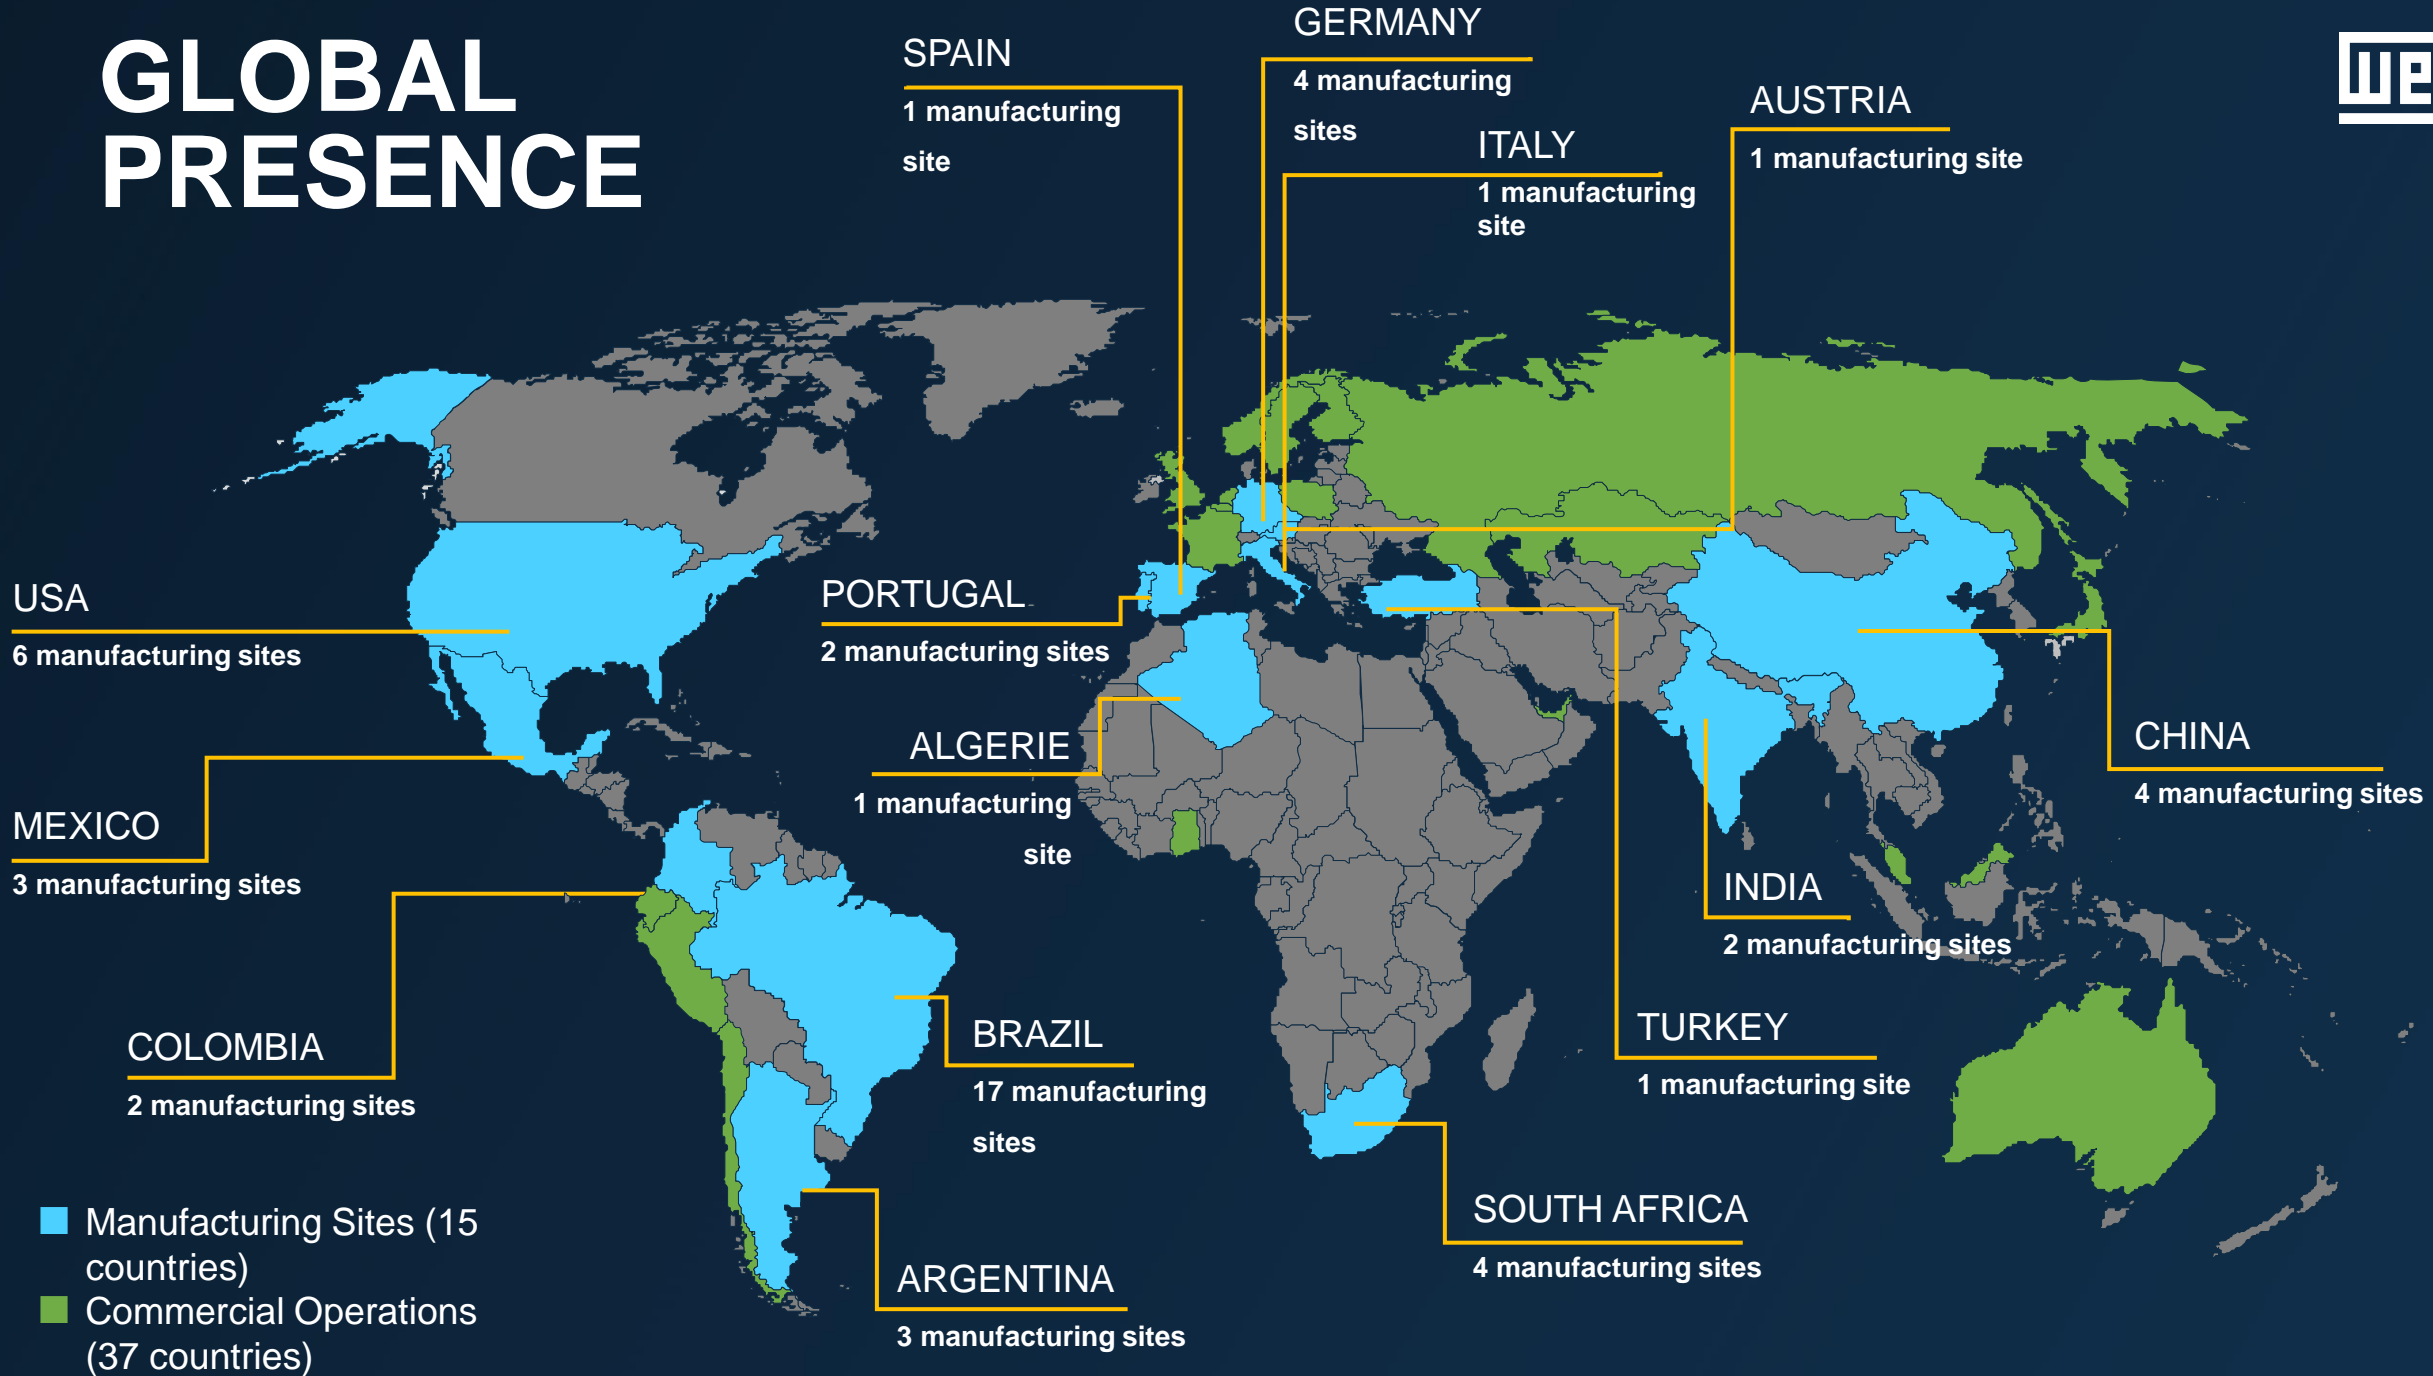 GLOBAL
PRESENCE
SPAIN
1 manufacturing
site
GERMANY
4 manufacturing
sites
ITALY
1 manufacturing
site
AUSTRIA
1 manufacturing site
we
USA
6 manufacturing sites
PORTUGAL
2 manufacturing sites
ALGERIE
1 manufacturing
site
CHINA
4 manufacturing sites
MEXICO
3 manufacturing sites
INDIA
2 manufacturing sites
COLOMBIA
2 manufacturing sites
BRAZIL
17 manufacturing
sites
TURKEY
1 manufacturing site
SOUTH AFRICA
4 manufacturing sites
ARGENTINA
3 manufacturing sites
Manufacturing Sites (15
countries)
Commercial Operations
(37 countries)